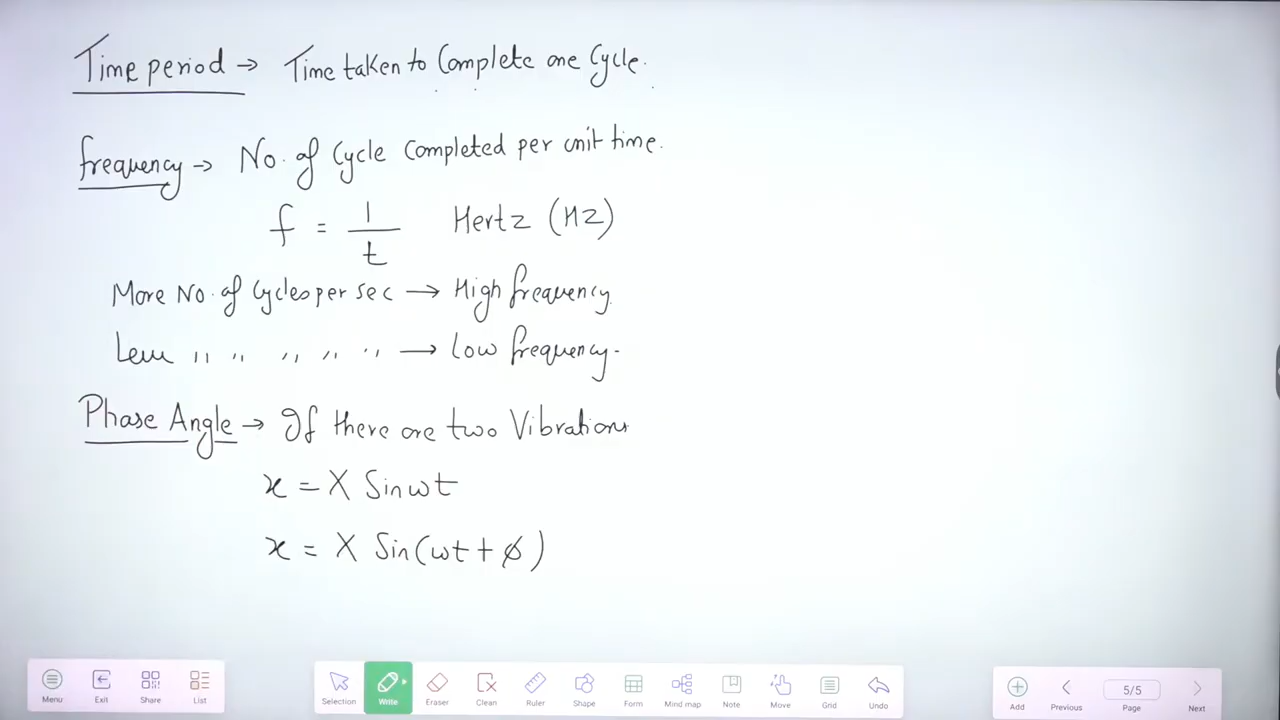 Time period → Time taken to Complete one Cycle.
frequency → No. of Cycle Completed per unit time.
f = 1/t Hertz (HZ)
More No. of Cycles per sec → High frequency.
Less ,, ,, ,, ,, ,, → Low frequency.
Phase Angle → If there are two Vibrations
x = X Sinwt
x = X Sin(wt + ϕ)
Menu Exit Share List Selection Write Eraser Clean Ruler Shape Form Mind map Note Move Grid Undo Add Previous 5/5 Page Next